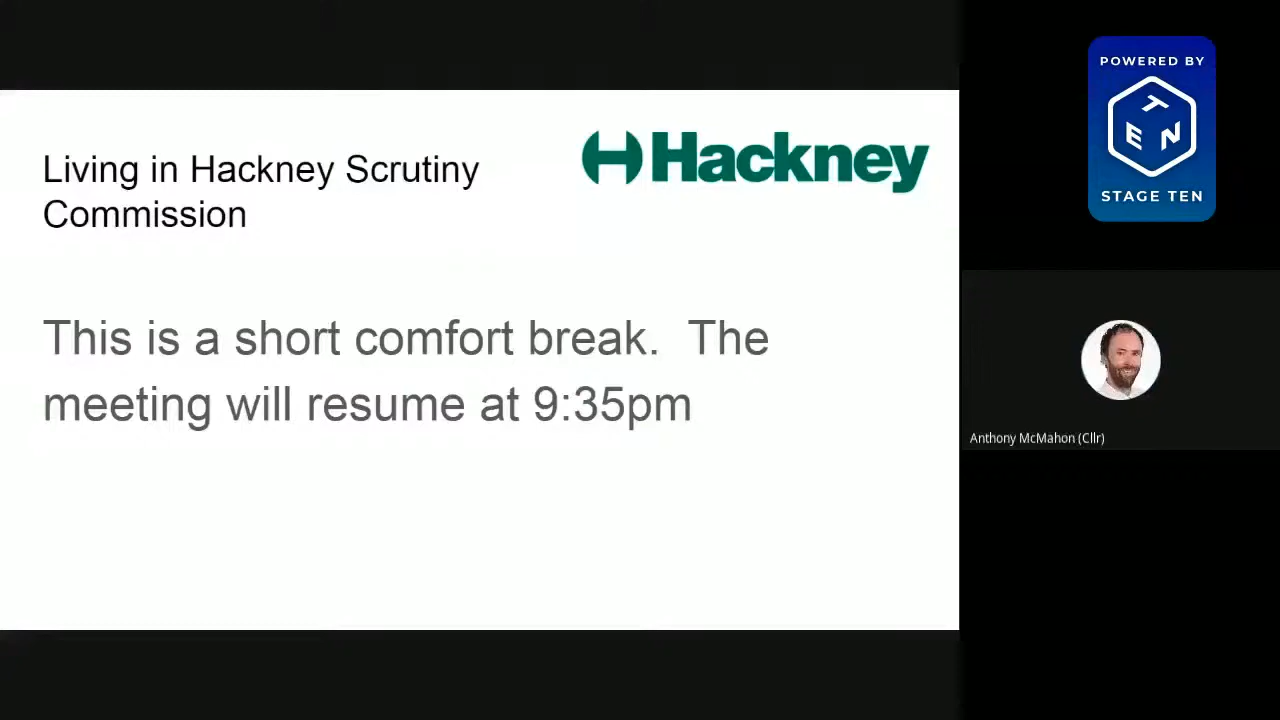 Living in Hackney Scrutiny
Commission
Hackney
This is a short comfort break.  The
meeting will resume at 9:35pm
POWERED BY
TEN
STAGE TEN
Anthony McMahon (Cllr)